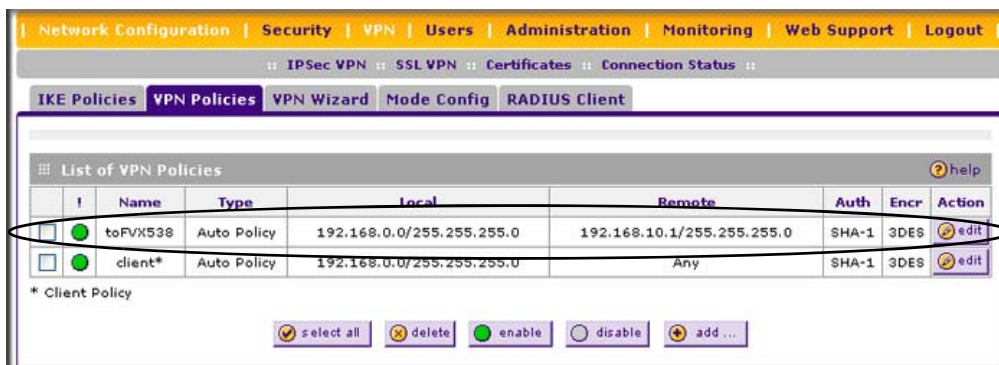 Network Configuration | Security | VPN | Users | Administration | Monitoring | Web Support | Logout
:: IPSec VPN :: SSL VPN :: Certificates :: Connection Status ::
IKE Policies VPN Policies VPN Wizard Mode Config RADIUS Client
List of VPN Policies ? help
! Name Type Local Remote Auth Encr Action
toFVX538 Auto Policy 192.168.0.0/255.255.255.0 192.168.10.1/255.255.255.0 SHA-1 3DES edit
client* Auto Policy 192.168.0.0/255.255.255.0 Any SHA-1 3DES edit
* Client Policy
select all delete enable disable add ...